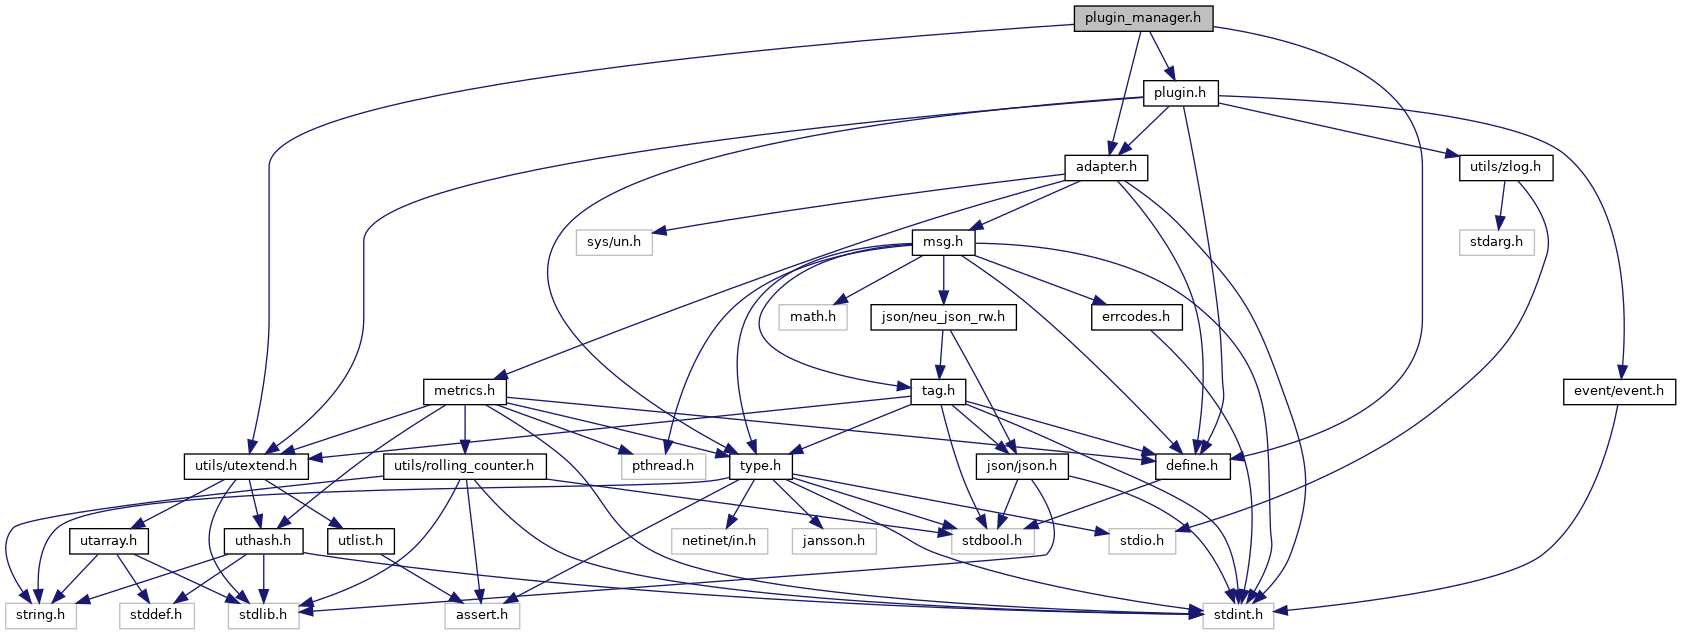 plugin_manager.h
plugin.h
adapter.h
utils/zlog.h
sys/un.h
msg.h
stdarg.h
math.h
json/neu_json_rw.h
errcodes.h
metrics.h
tag.h
event/event.h
utils/utextend.h
utils/rolling_counter.h
pthread.h
type.h
json/json.h
define.h
utarray.h
uthash.h
utlist.h
netinet/in.h
jansson.h
stdbool.h
stdio.h
string.h
stddef.h
stdlib.h
assert.h
stdint.h